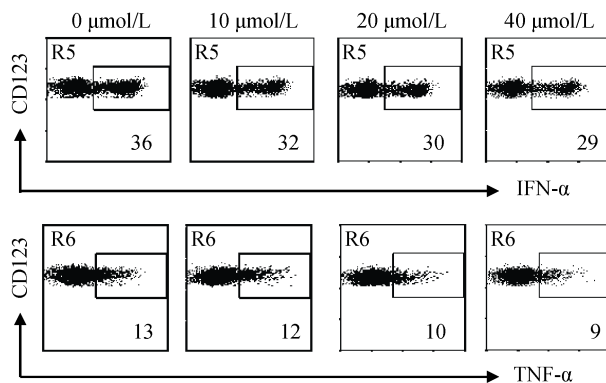 0 μmol/L 10 μmol/L 20 μmol/L 40 μmol/L
CD123
R5 R5 R5 R5
36 32 30 29
IFN-α
CD123
R6 R6 R6 R6
13 12 10 9
TNF-α